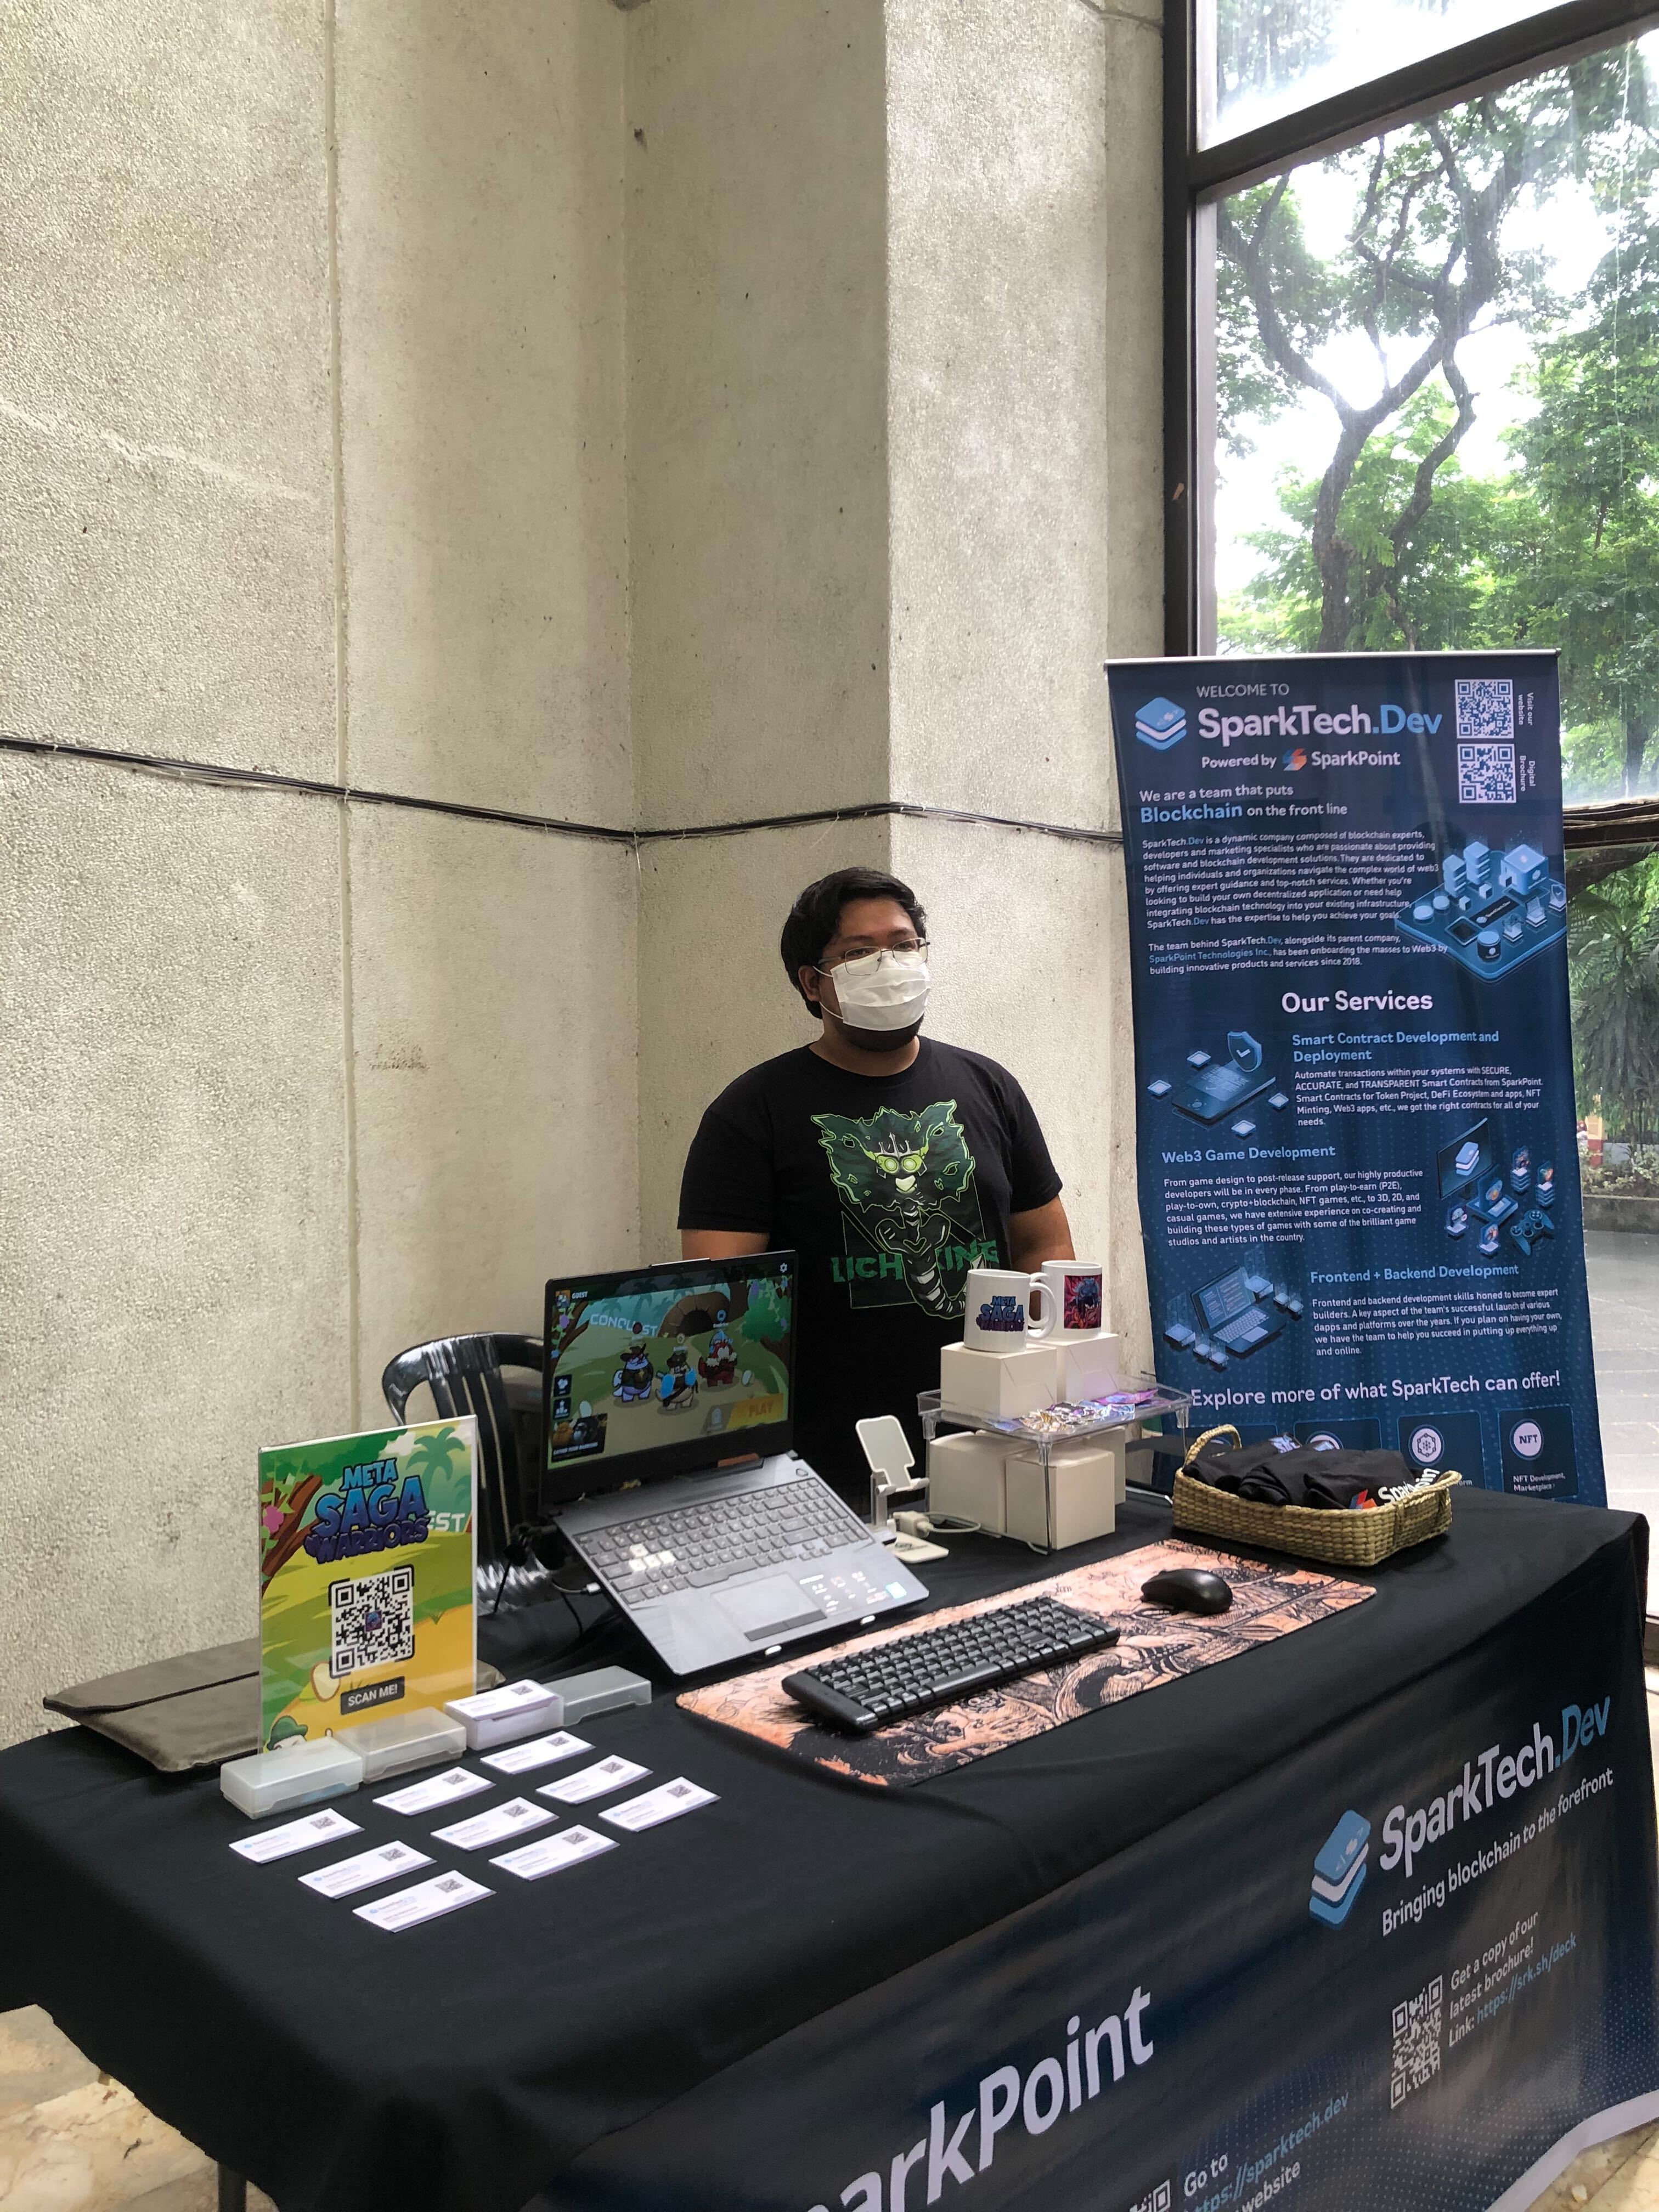 WELCOME TO
SparkTech.Dev
Powered by SparkPoint
Visit our
website
Digital
Brochure
We are a team that puts
Blockchain on the front line
SparkTech.Dev is a dynamic company composed of blockchain experts,
developers and marketing specialists who are passionate about providing
software and blockchain development solutions. They are dedicated to
helping individuals and organizations navigate the complex world of web3
by offering expert guidance and top-notch services. Whether you're
looking to build your own decentralized application or need help
integrating blockchain technology into your existing infrastructure,
SparkTech.Dev has the expertise to help you achieve your goals.
The team behind SparkTech.Dev, alongside its parent company,
SparkPoint Technologies Inc., has been onboarding the masses to Web3 by
building innovative products and services since 2018.
Our Services
Smart Contract Development and
Deployment
Automate transactions within your systems with SECURE,
ACCURATE, and TRANSPARENT Smart Contracts from SparkPoint.
Smart Contracts for Token Project, DeFi Ecosystem and apps, NFT
Minting, Web3 apps, etc., we got the right contracts for all of your
needs.
Web3 Game Development
From game design to post-release support, our highly productive
developers will be in every phase. From play-to-earn (P2E),
play-to-own, crypto+blockchain, NFT games, etc., to 3D, 2D, and
casual games, we have extensive experience on co-creating and
building these types of games with some of the brilliant game
studios and artists in the country.
Frontend + Backend Development
Frontend and backend development skills honed to become expert
builders. A key aspect of the team's successful launch of various
dapps and platforms over the years. If you plan on having your own,
we have the team to help you succeed in putting up everything up
and online.
Explore more of what SparkTech can offer!
NFT
NFT Development,
Marketplace
LICH KING
META
SAGA
WARRIORS
GUEST
CONQUEST
PLAY
META
SAGA
WARRIORS
EST
SCAN ME!
SparkPoint
SparkTech.Dev
Bringing blockchain to the forefront
Get a copy of our
latest brochure!
Link: https://srk.sh/deck
arkPoint
Go to
https://sparktech.dev
website